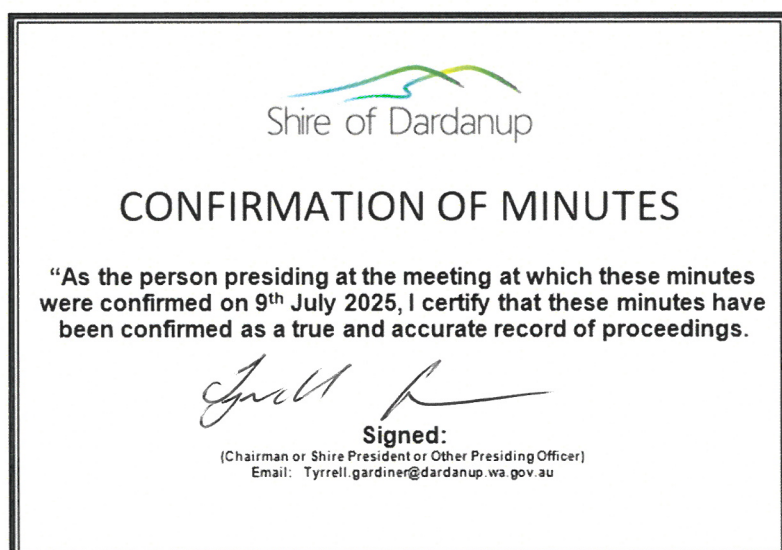 Shire of Dardanup
CONFIRMATION OF MINUTES
“As the person presiding at the meeting at which these minutes
were confirmed on 9th July 2025, I certify that these minutes have
been confirmed as a true and accurate record of proceedings.
Signed:
(Chairman or Shire President or Other Presiding Officer)
Email: Tyrrell.gardiner@dardanup.wa.gov.au